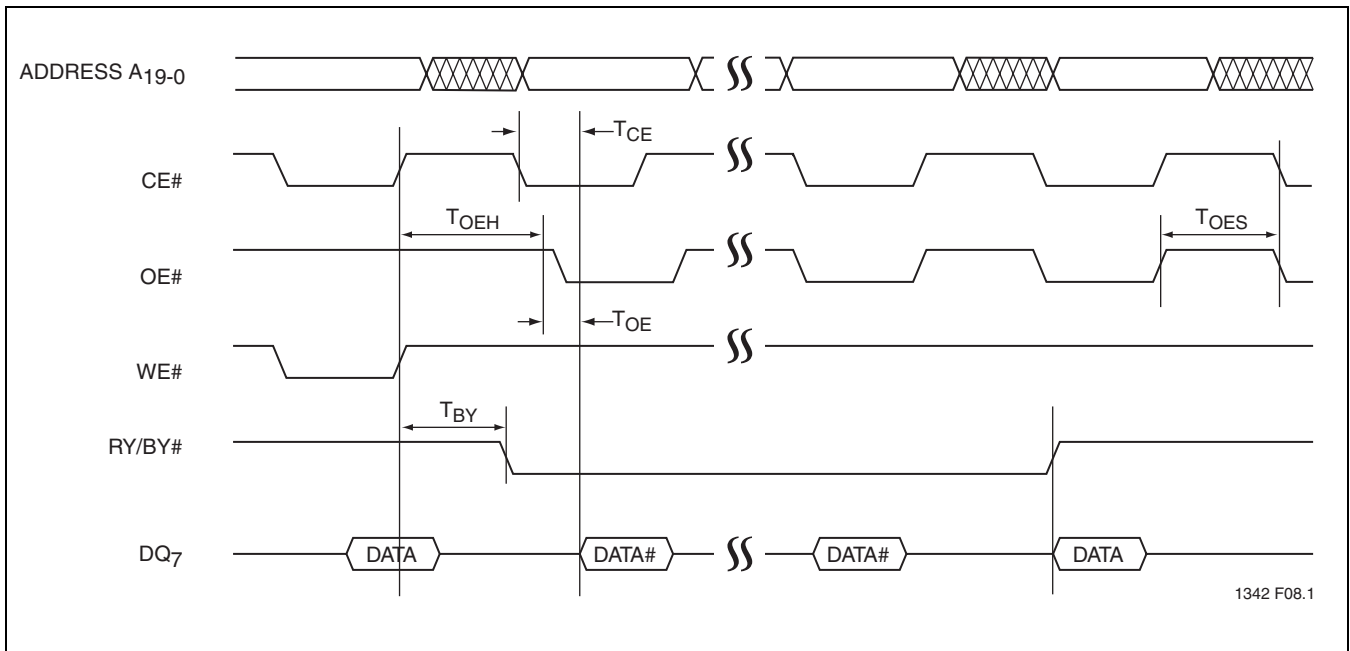 ADDRESS A19-0
TCE
CE#
TOEH
TOES
OE#
TOE
WE#
TBY
RY/BY#
DQ7
DATA
DATA#
DATA#
DATA
1342 F08.1